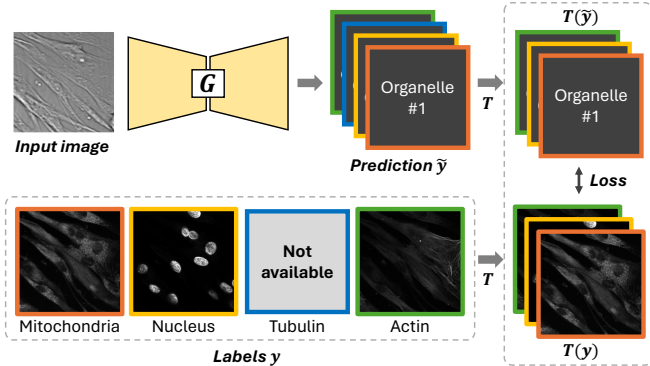 T(ỹ)
G
Organelle
#1
Organelle
#1
T
Input image
Prediction ỹ
Loss
Not
available
T
Mitochondria
Nucleus
Tubulin
Actin
T(y)
Labels y